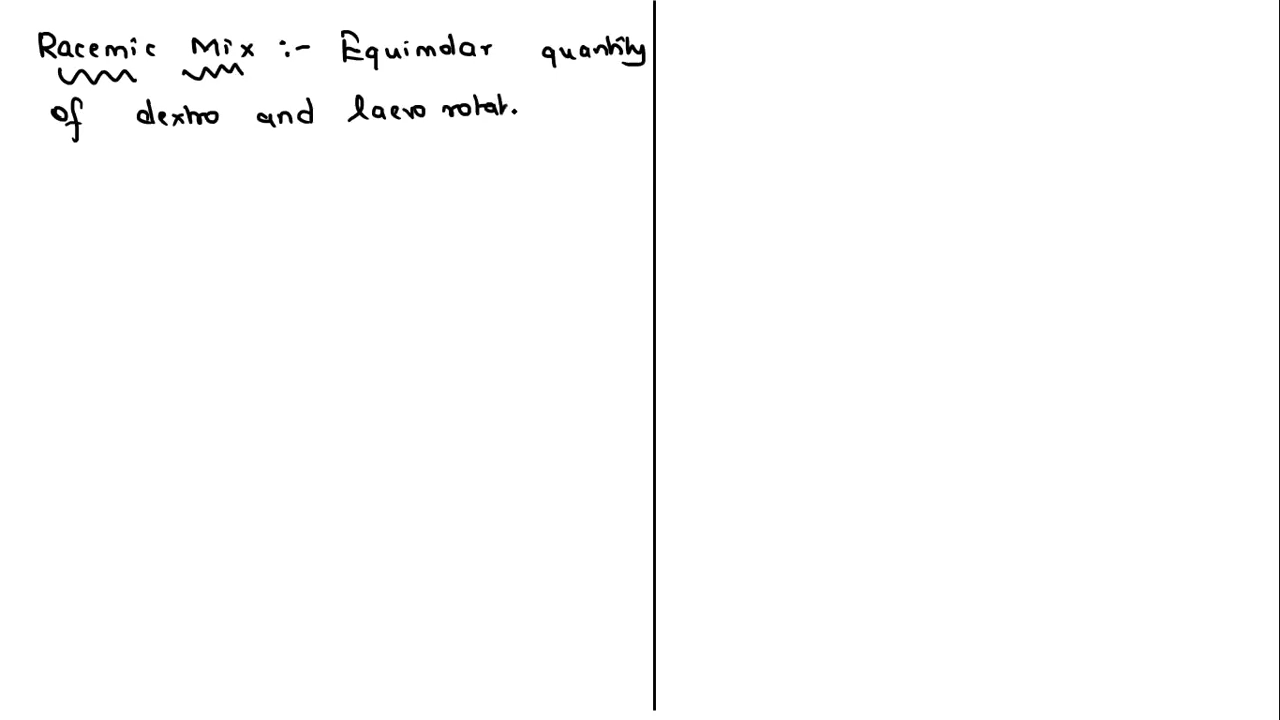 Racemic Mix :- Equimolar quantity
of dextro and laevo rotat.